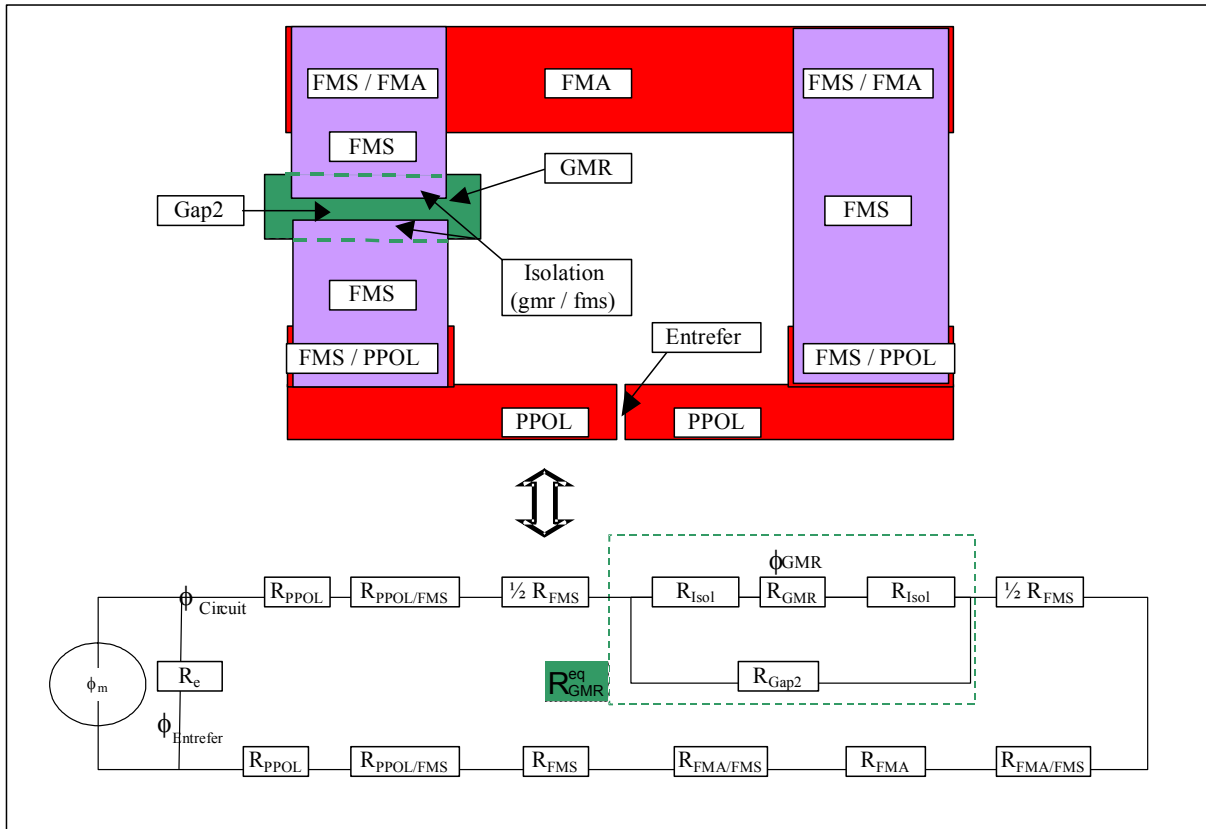 FMS / FMA
FMA
FMS / FMA
FMS
GMR
Gap2
FMS
Isolation
(gmr / fms)
FMS
Entrefer
FMS / PPOL
FMS / PPOL
PPOL
PPOL
ϕGMR
ϕCircuit
RPPOL
RPPOL/FMS
½ RFMS
RIsol
RGMR
RIsol
½ RFMS
ϕm
Re
RGMReq
RGap2
ϕEntrefer
RPPOL
RPPOL/FMS
RFMS
RFMA/FMS
RFMA
RFMA/FMS